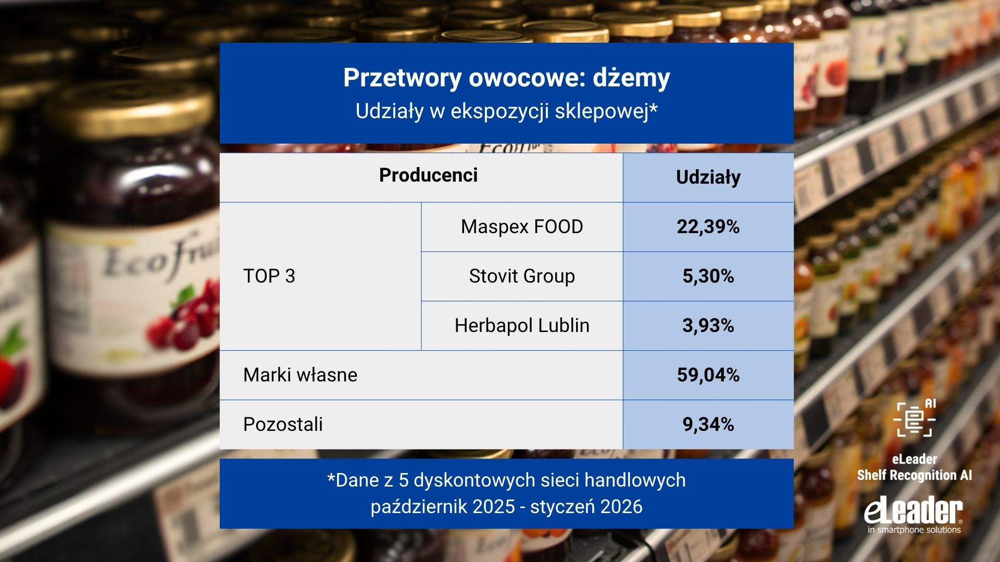 Przetwory owocowe: dżemy
Udziały w ekspozycji sklepowej*
Producenci
Udziały
TOP 3
Maspex FOOD
22,39%
Stovit Group
5,30%
Herbapol Lublin
3,93%
Marki własne
59,04%
Pozostali
9,34%
*Dane z 5 dyskontowych sieci handlowych
październik 2025 - styczeń 2026
AI
eLeader
Shelf Recognition AI
eLeader®
in smartphone solutions